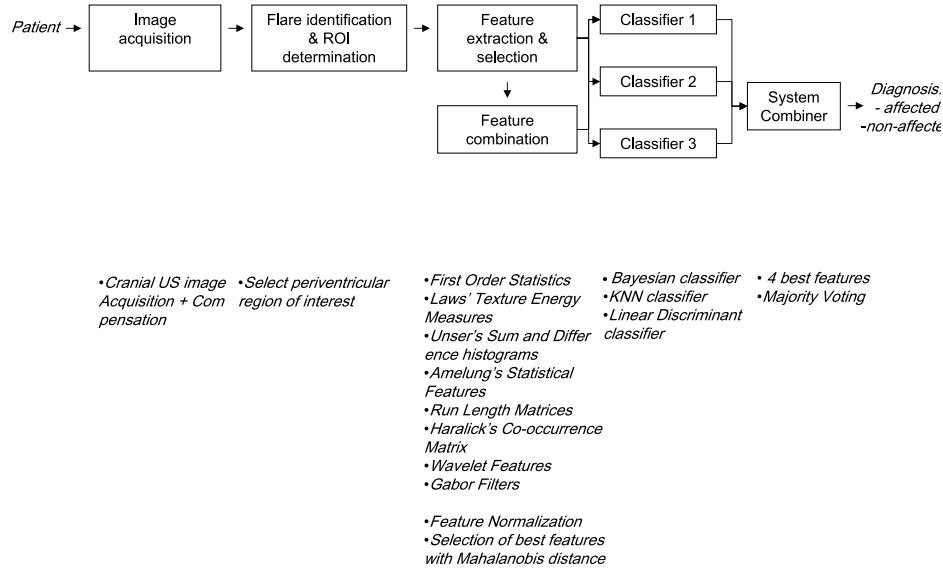 Patient
Image
acquisition
Flare identification
& ROI
determination
Feature
extraction &
selection
Feature
combination
Classifier 1
Classifier 2
Classifier 3
System
Combiner
Diagnosis:
- affected
-non-affecte
•Cranial US image
Acquisition + Com
pensation
•Select periventricular
region of interest
•First Order Statistics
•Laws’ Texture Energy
Measures
•Unser’s Sum and Differ
ence histograms
•Amelung’s Statistical
Features
•Run Length Matrices
•Haralick’s Co-occurrence
Matrix
•Wavelet Features
•Gabor Filters
•Feature Normalization
•Selection of best features
with Mahalanobis distance
• Bayesian classifier
•KNN classifier
•Linear Discriminant
classifier
• 4 best features
•Majority Voting